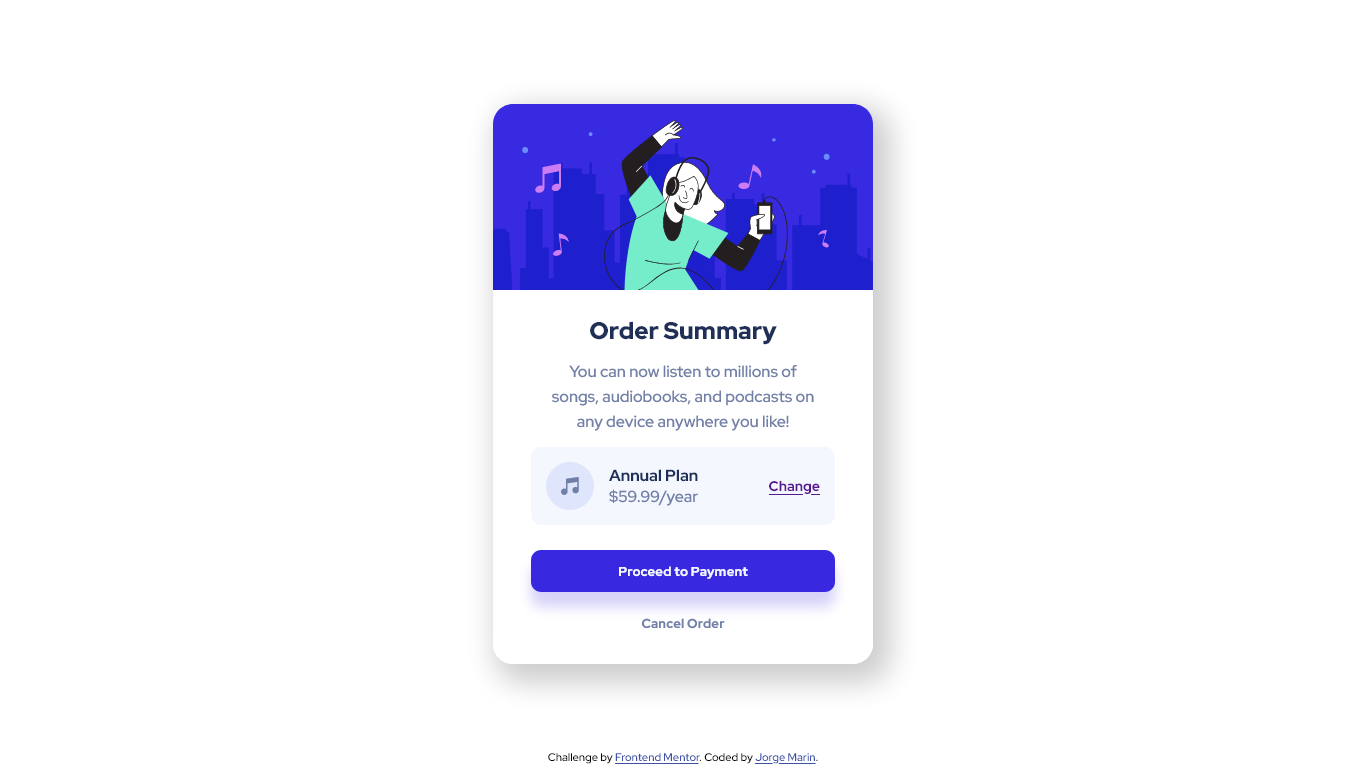 Order Summary
You can now listen to millions of
songs, audiobooks, and podcasts on
any device anywhere you like!
Annual Plan
$59.99/year
Change
Proceed to Payment
Cancel Order
Challenge by Frontend Mentor. Coded by Jorge Marin.